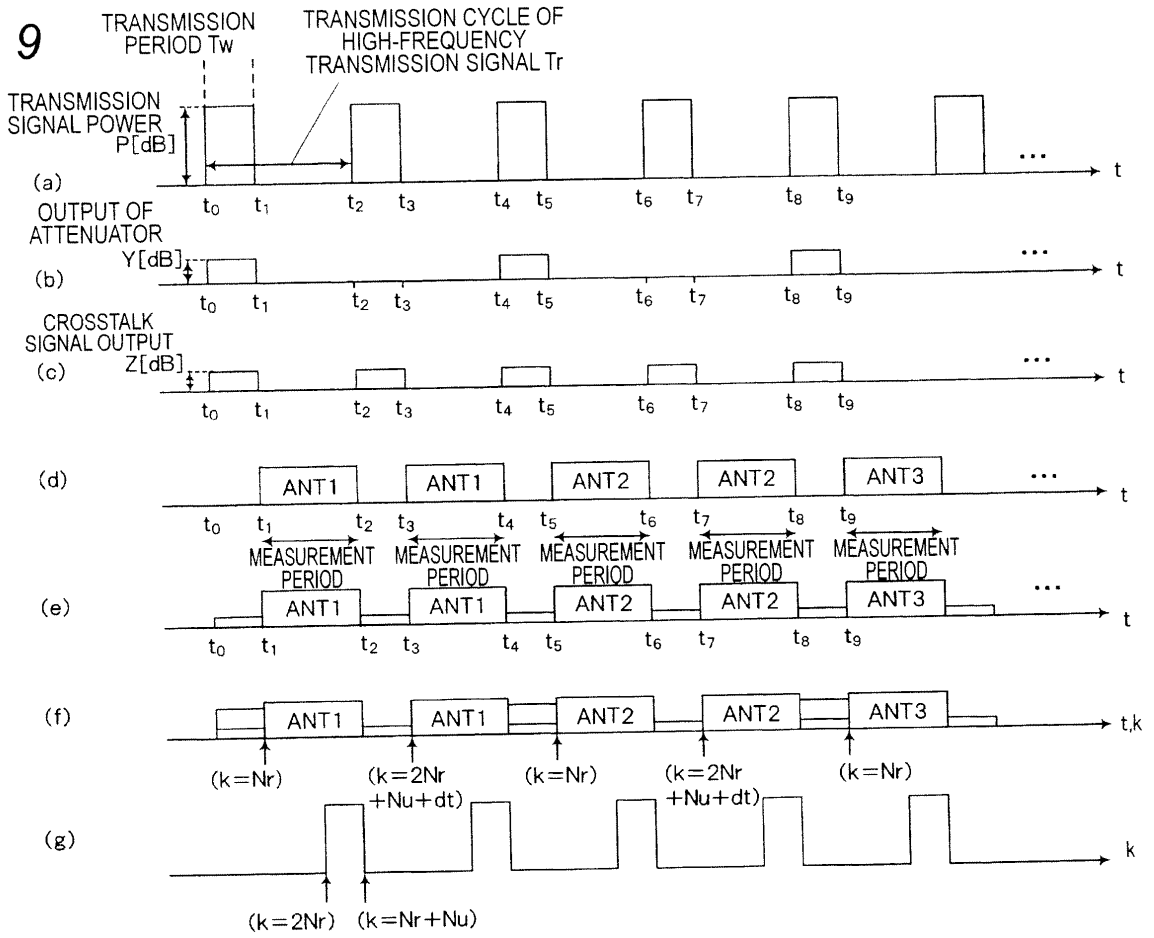 9
TRANSMISSION
PERIOD Tw
TRANSMISSION CYCLE OF
HIGH-FREQUENCY
TRANSMISSION SIGNAL Tr
TRANSMISSION
SIGNAL POWER
P[dB]
(a)
t0 t1 t2 t3 t4 t5 t6 t7 t8 t9
... t
OUTPUT OF
ATTENUATOR
Y[dB]
(b)
t0 t1 t2 t3 t4 t5 t6 t7 t8 t9
... t
CROSSTALK
SIGNAL OUTPUT
Z[dB]
(c)
t0 t1 t2 t3 t4 t5 t6 t7 t8 t9
... t
(d) ANT1 ANT1 ANT2 ANT2 ANT3 ... t
t0 t1 t2 t3 t4 t5 t6 t7 t8 t9
MEASUREMENT MEASUREMENT MEASUREMENT MEASUREMENT MEASUREMENT
PERIOD PERIOD PERIOD PERIOD PERIOD
(e) ANT1 ANT1 ANT2 ANT2 ANT3 ... t
t0 t1 t2 t3 t4 t5 t6 t7 t8 t9
(f) ANT1 ANT1 ANT2 ANT2 ANT3 t,k
(k=Nr) (k=2Nr (k=Nr) (k=2Nr (k=Nr)
+Nu+dt) +Nu+dt)
(g) k
(k=2Nr) (k=Nr+Nu)